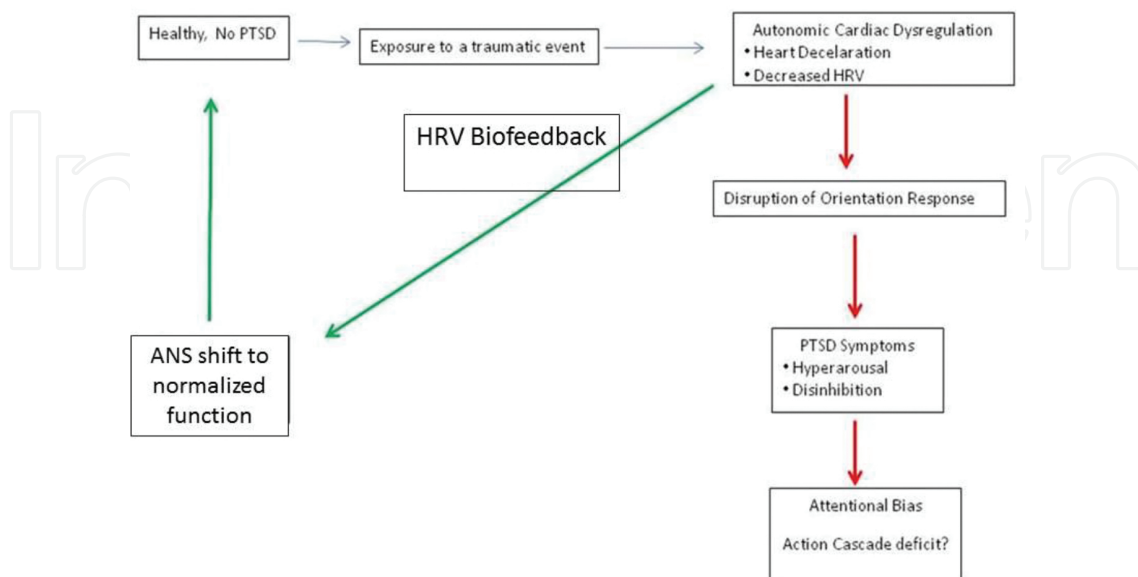 Healthy, No PTSD
Exposure to a traumatic event
Autonomic Cardiac Dysregulation
• Heart Decelaration
• Decreased HRV
HRV Biofeedback
Disruption of Orientation Response
ANS shift to
normalized
function
PTSD Symptoms
• Hyperarousal
• Disinhibition
Attentional Bias
Action Cascade deficit?